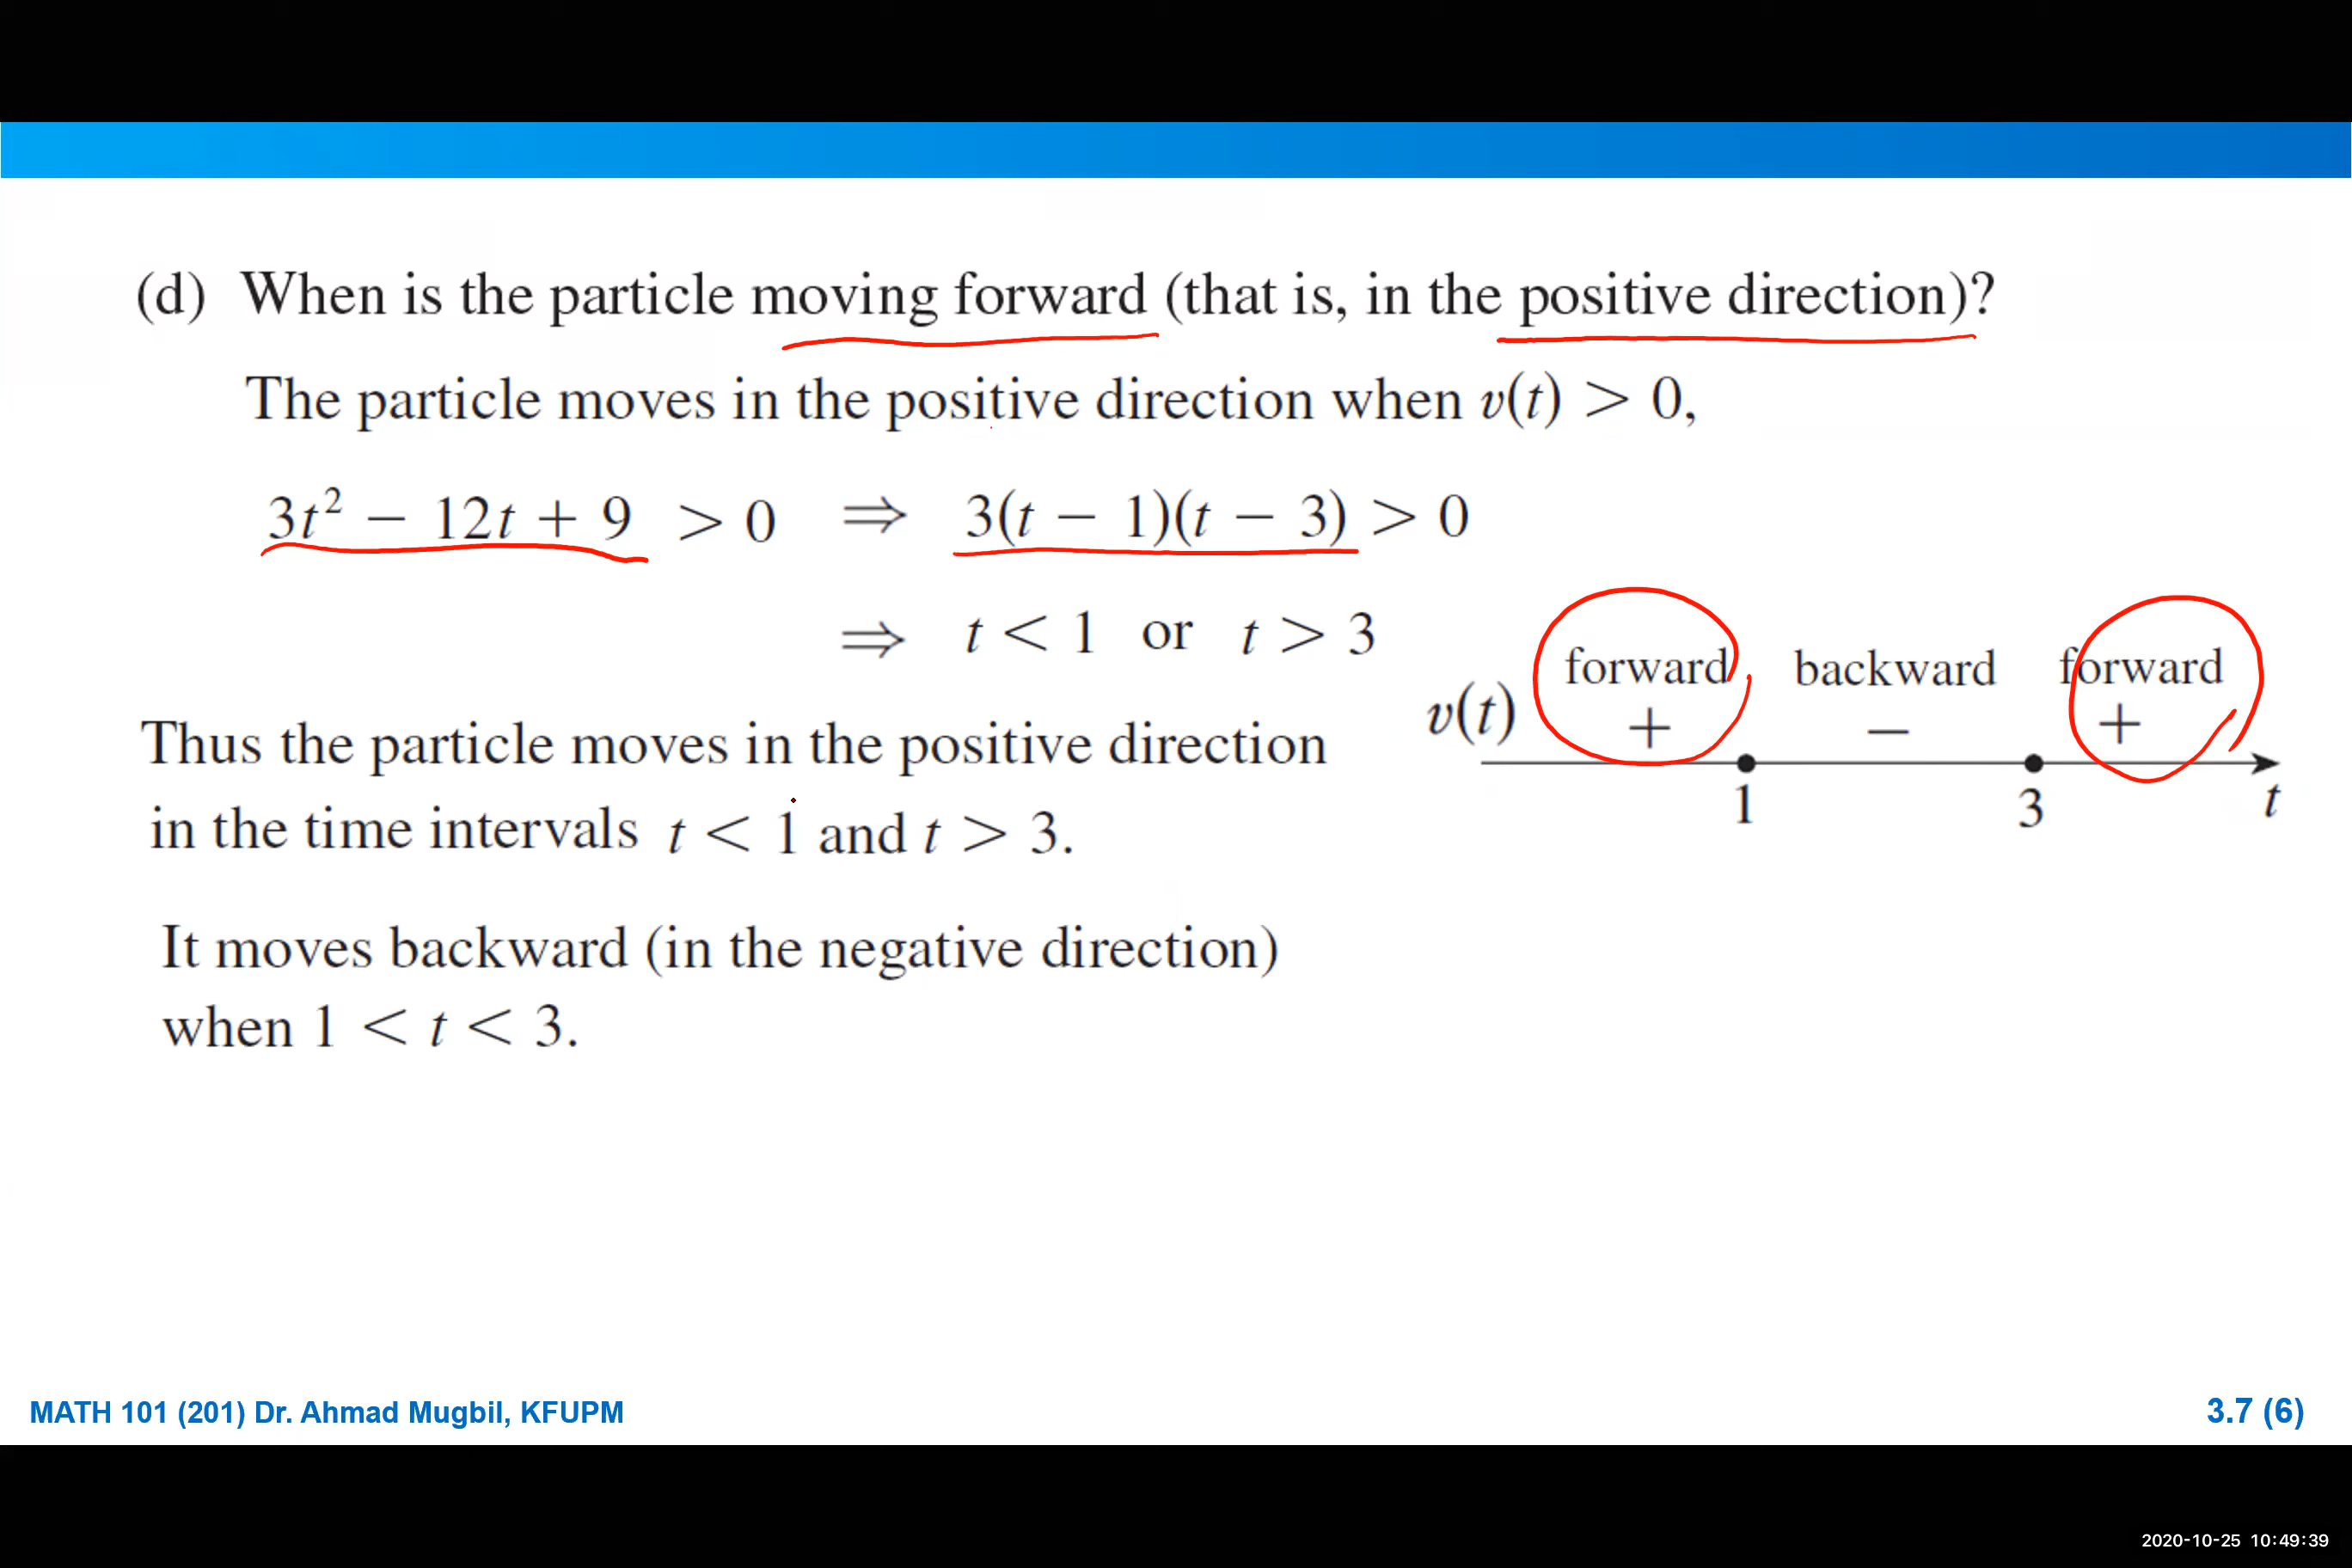 (d) When is the particle moving forward (that is, in the positive direction)?
The particle moves in the positive direction when v(t) > 0,
3t² − 12t + 9 > 0 ⇒ 3(t − 1)(t − 3) > 0
⇒ t < 1 or t > 3
Thus the particle moves in the positive direction
in the time intervals t < 1 and t > 3.
It moves backward (in the negative direction)
when 1 < t < 3.
forward backward forward
v(t) + − +
1 3 t
MATH 101 (201) Dr. Ahmad Mugbil, KFUPM
3.7 (6)
2020-10-25 10:49:39